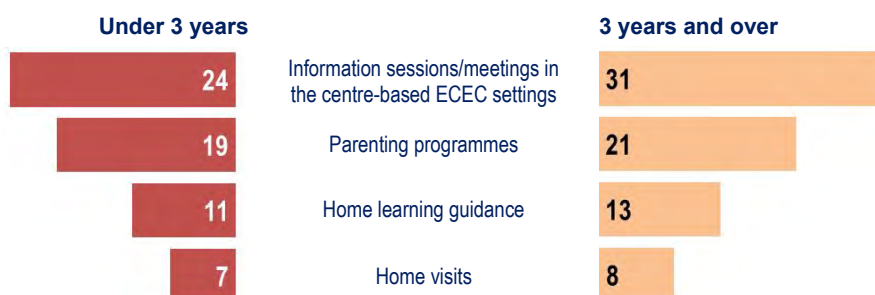 Under 3 years
3 years and over
24
Information sessions/meetings in
the centre-based ECEC settings
31
19
Parenting programmes
21
11
Home learning guidance
13
7
Home visits
8